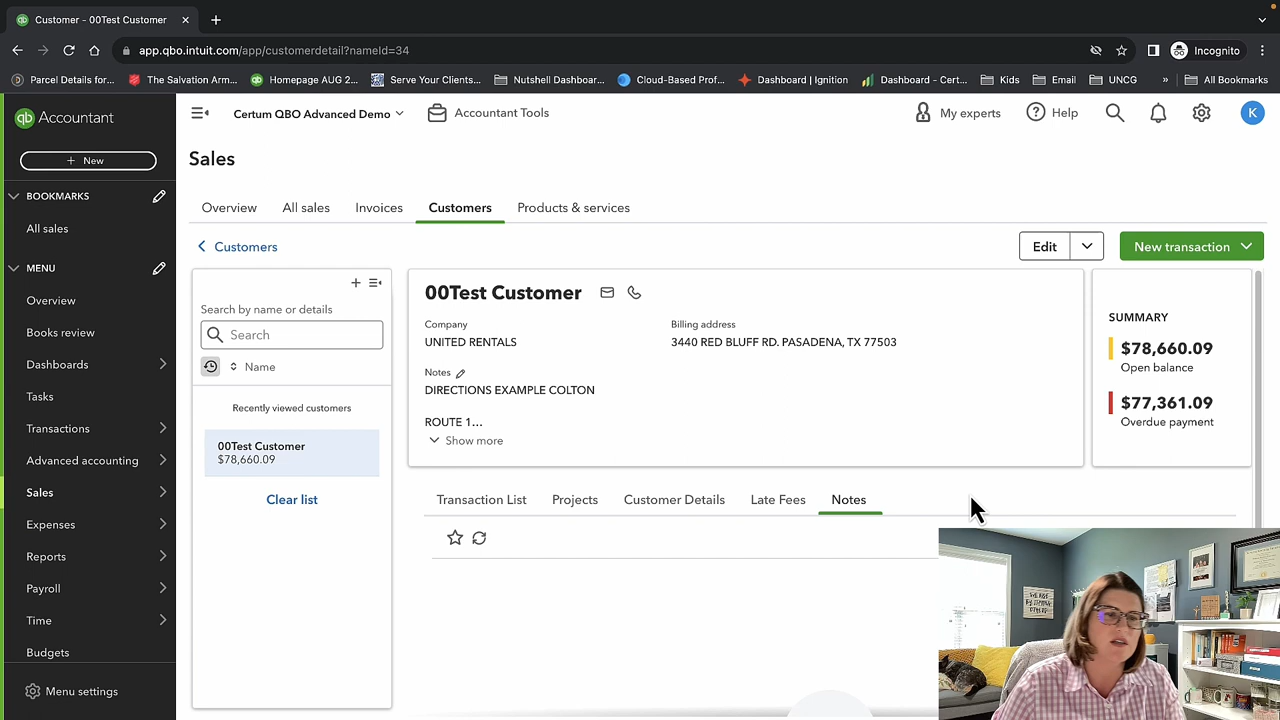 Customer - 00Test Customer
app.qbo.intuit.com/app/customerdetail?nameId=34
Incognito
Parcel Details for...
The Salvation Arm...
Homepage AUG 2...
Serve Your Clients...
Nutshell Dashboar...
Cloud-Based Prof...
Dashboard | Ignition
Dashboard - Cert...
Kids
Email
UNCG
»
All Bookmarks
qb Accountant
+ New
BOOKMARKS
All sales
MENU
Overview
Books review
Dashboards
Tasks
Transactions
Advanced accounting
Sales
Expenses
Reports
Payroll
Time
Budgets
Menu settings
Certum QBO Advanced Demo
Accountant Tools
My experts
Help
K
Sales
Overview
All sales
Invoices
Customers
Products & services
Customers
Edit
New transaction
Search by name or details
Search
Name
Recently viewed customers
00Test Customer
$78,660.09
Clear list
00Test Customer
Company
UNITED RENTALS
Billing address
3440 RED BLUFF RD. PASADENA, TX 77503
Notes
DIRECTIONS EXAMPLE COLTON
ROUTE 1...
Show more
SUMMARY
$78,660.09
Open balance
$77,361.09
Overdue payment
Transaction List
Projects
Customer Details
Late Fees
Notes